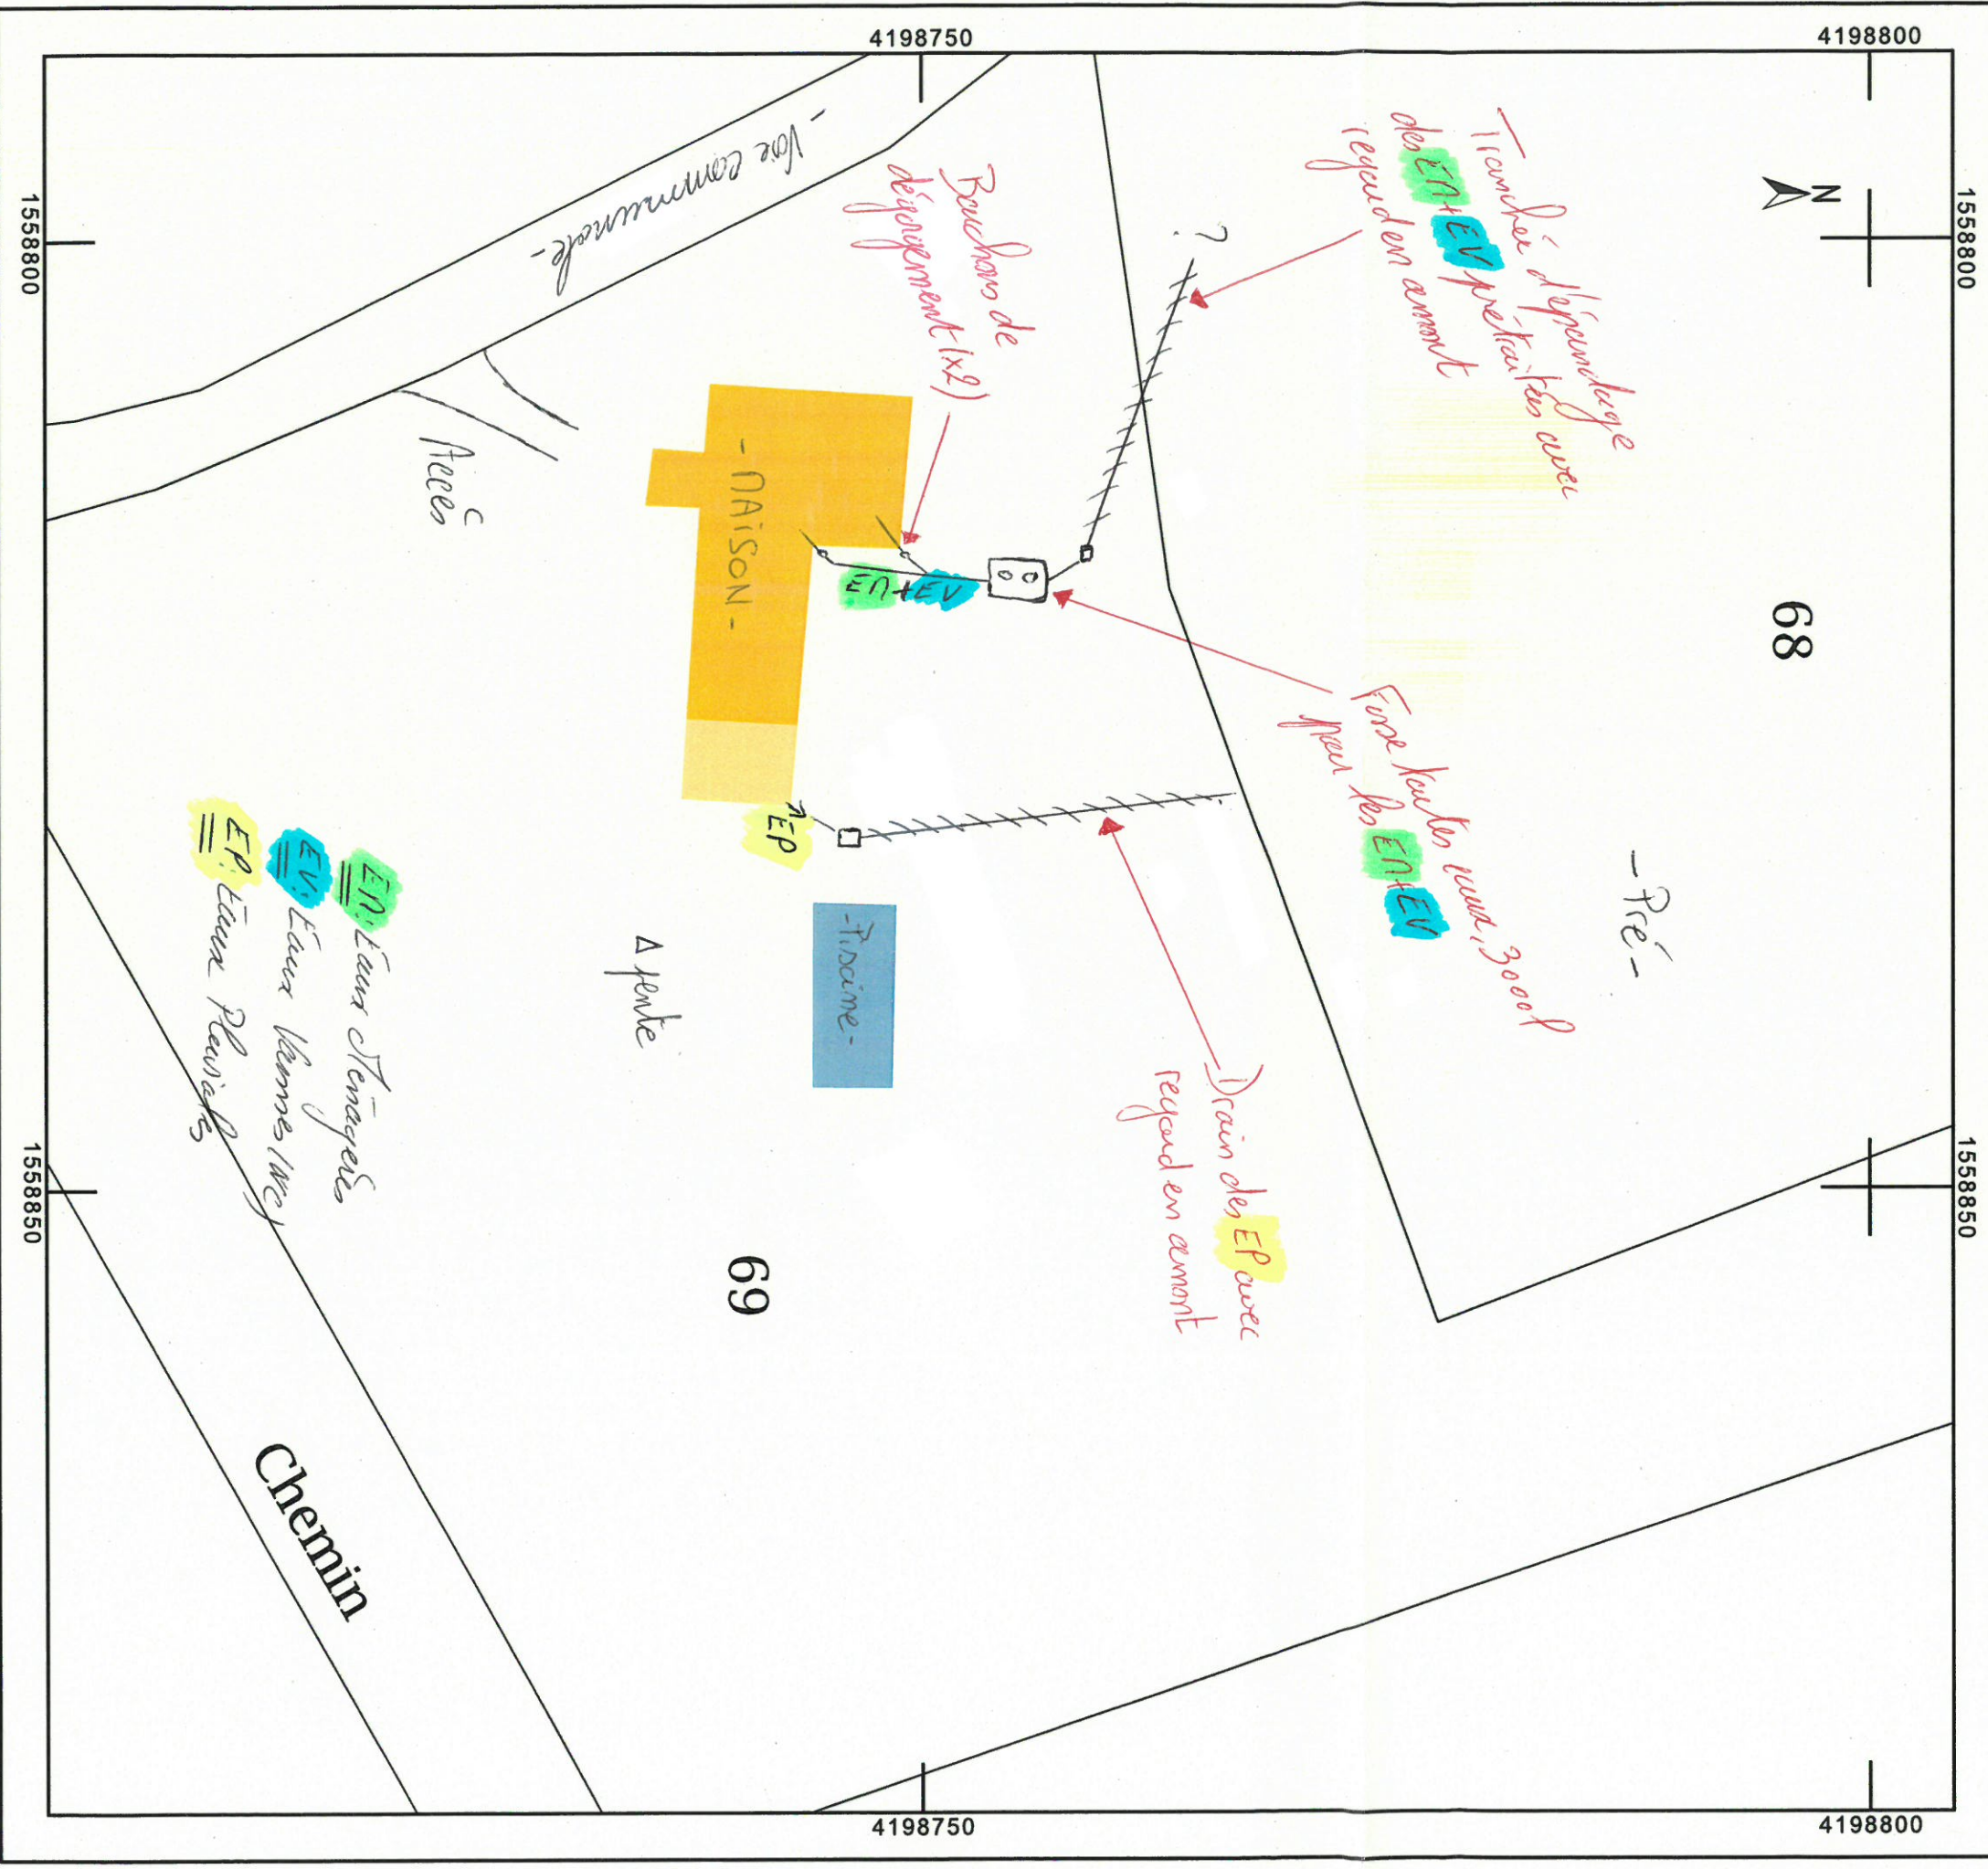 4198750
4198800
1558800
1558800
N
- Voie communale -
Bouchons de
dégorgement (x2)
?
Tranchée d'épandage
des EM+EV prétraitées avec
regard en amont
Accès
- MAISON -
EM+EV
68
Fosse toutes eaux, 3000l
pour les EM+EV
- Pré -
EP
- Piscine -
Δ pente
Drain des EP avec
regard en amont
EM: Eaux Ménagères
EV: Eaux Vannes (WC)
EP: Eaux Pluviales
69
1558850
1558850
Chemin
4198750
4198800